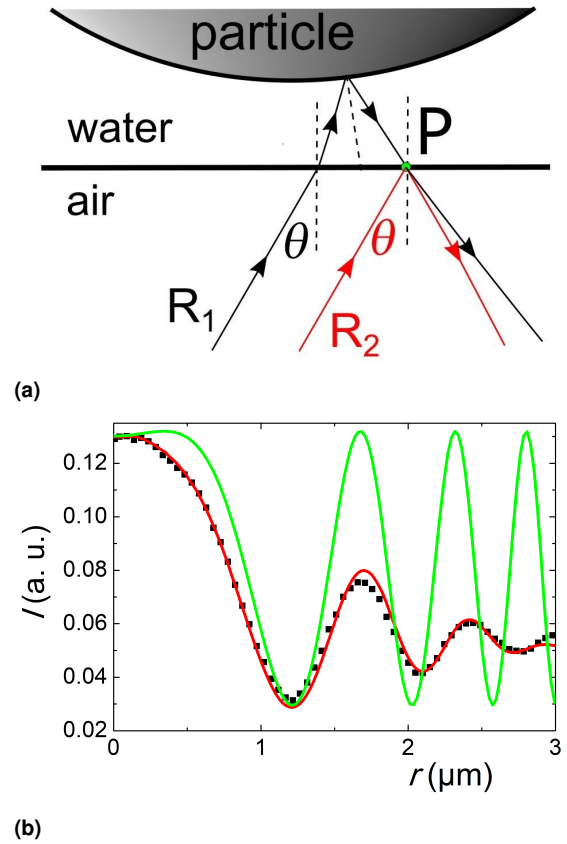 particle
water
P
air
θ
θ
R₁
R₂
(a)
0.12
0.10
0.08
0.06
0.04
0.02
I (a. u.)
0
1
2
3
r (μm)
(b)